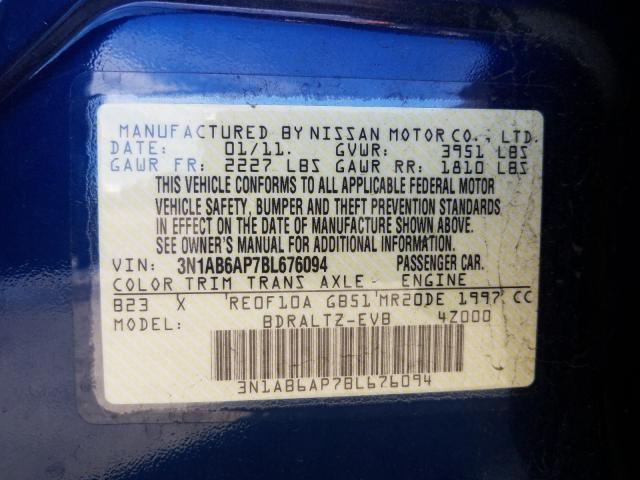 MANUFACTURED BY NISSAN MOTOR CO., LTD.
DATE: 01/11. GVWR: 3951 LBS
GAWR FR: 2227 LBS GAWR RR: 1810 LBS
THIS VEHICLE CONFORMS TO ALL APPLICABLE FEDERAL MOTOR
VEHICLE SAFETY, BUMPER AND THEFT PREVENTION STANDARDS
IN EFFECT ON THE DATE OF MANUFACTURE SHOWN ABOVE.
SEE OWNER'S MANUAL FOR ADDITIONAL INFORMATION.
VIN: 3N1AB6AP7BL676094 PASSENGER CAR.
COLOR TRIM TRANS AXLE - ENGINE
B23 X 'RE0F10A GB51'MR20DE 1997 CC
MODEL: BDRALTZ-EVB 4Z000
3N1AB6AP7BL676094